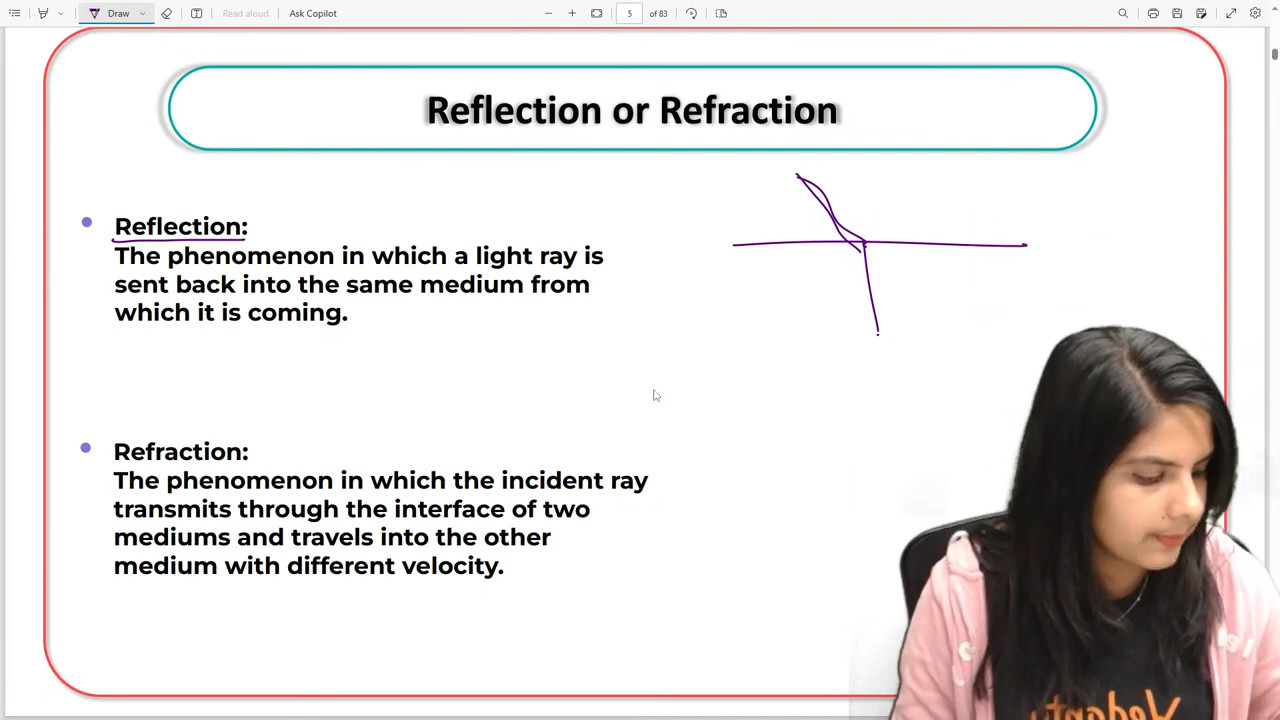 Draw
Read aloud
Ask Copilot
5 of 83
Reflection or Refraction
Reflection:
The phenomenon in which a light ray is
sent back into the same medium from
which it is coming.
Refraction:
The phenomenon in which the incident ray
transmits through the interface of two
mediums and travels into the other
medium with different velocity.